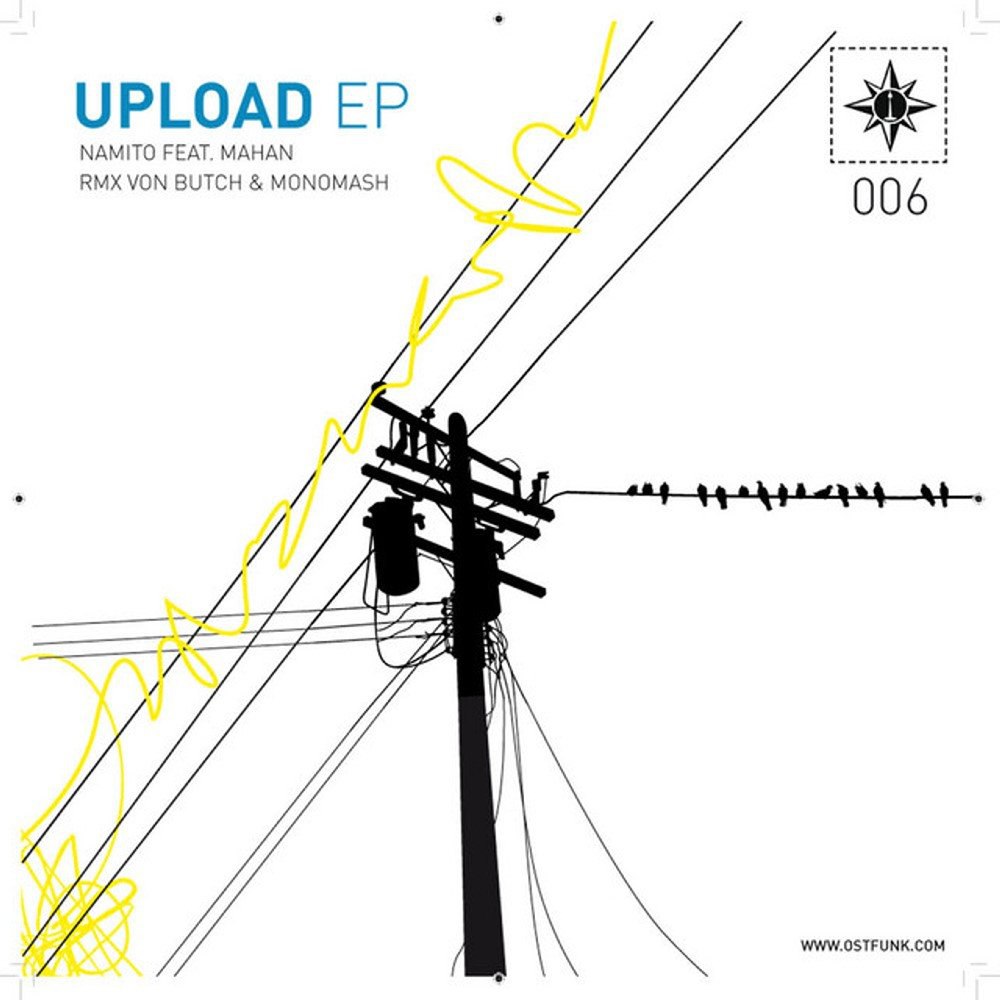 UPLOAD EP
NAMITO FEAT. MAHAN
RMX VON BUTCH & MONOMASH
006
WWW.OSTFUNK.COM